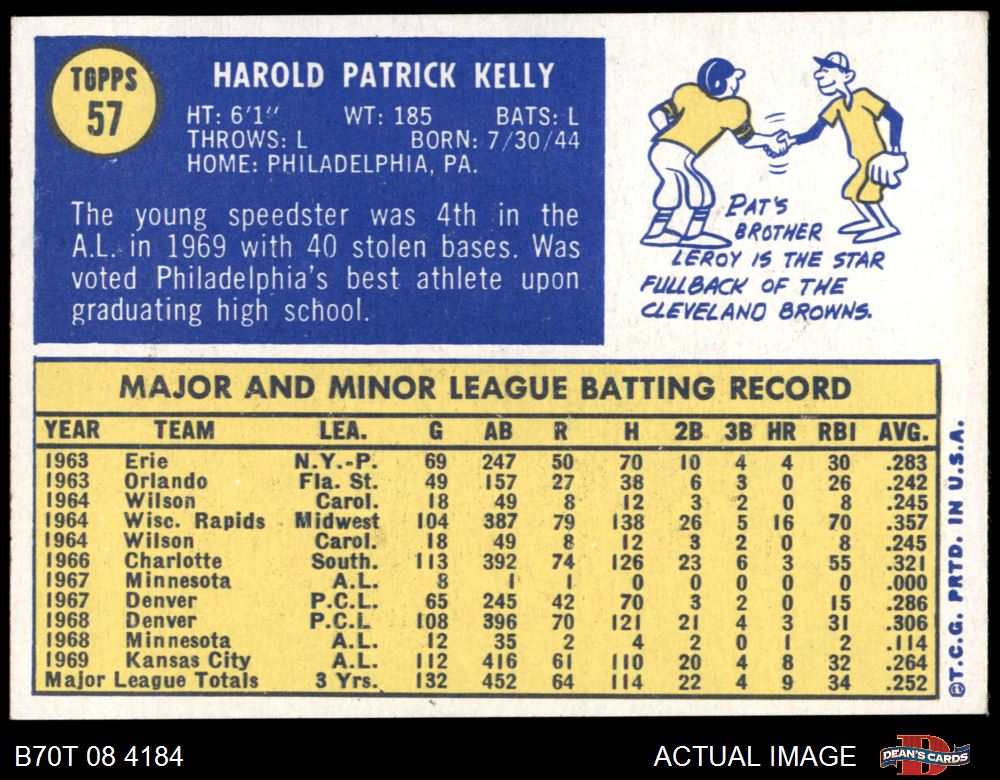 TOPPS
57
HAROLD PATRICK KELLY
HT: 6'1" WT: 185 BATS: L
THROWS: L BORN: 7/30/44
HOME: PHILADELPHIA, PA.
The young speedster was 4th in the
A.L. in 1969 with 40 stolen bases. Was
voted Philadelphia's best athlete upon
graduating high school.
PAT'S
BROTHER
LEROY IS THE STAR
FULLBACK OF THE
CLEVELAND BROWNS.
MAJOR AND MINOR LEAGUE BATTING RECORD
YEAR TEAM LEA. G AB R H 2B 3B HR RBI AVG.
1963 Erie N.Y.-P. 69 247 50 70 10 4 4 30 .283
1963 Orlando Fla. St. 49 157 27 38 6 3 0 26 .242
1964 Wilson Carol. 18 49 8 12 3 2 0 8 .245
1964 Wisc. Rapids Midwest 104 387 79 138 26 5 16 70 .357
1964 Wilson Carol. 18 49 8 12 3 2 0 8 .245
1966 Charlotte South. 113 392 74 126 23 6 3 55 .321
1967 Minnesota A.L. 8 1 1 0 0 0 0 0 .000
1967 Denver P.C.L. 65 245 42 70 3 2 0 15 .286
1968 Denver P.C.L 108 396 70 121 21 4 3 31 .306
1968 Minnesota A.L. 12 35 2 4 2 0 1 2 .114
1969 Kansas City A.L. 112 416 61 110 20 4 8 32 .264
Major League Totals 3 Yrs. 132 452 64 114 22 4 9 34 .252
©T.C.G. PRTD. IN U.S.A.
B70T 08 4184
ACTUAL IMAGE
DEAN'S CARDS